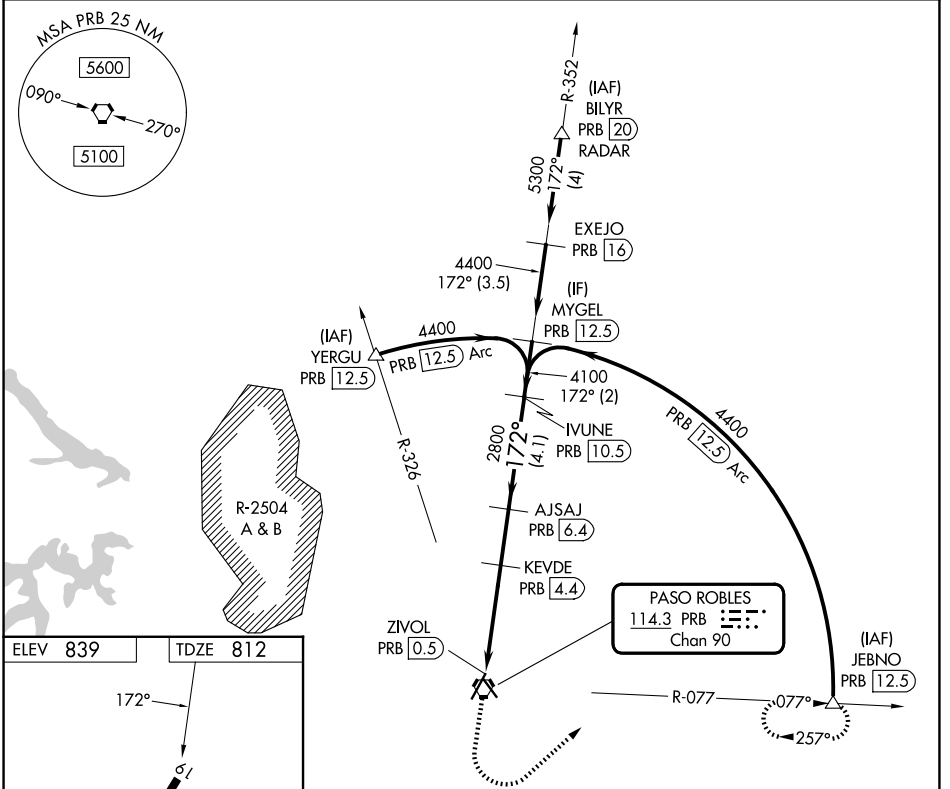 MSA PRB 25 NM
5600
090°
270°
5100
R-352
(IAF)
BILYR
PRB 20
RADAR
5300
172°
(4)
EXEJO
PRB 16
4400
172° (3.5)
(IF)
MYGEL
PRB 12.5
(IAF)
YERGU
PRB 12.5
4400
PRB 12.5 Arc
4100
172° (2)
IVUNE
PRB 10.5
4400
PRB 12.5 Arc
R-326
2800
172°
(4.1)
R-2504
A & B
AJSAJ
PRB 6.4
KEVDE
PRB 4.4
PASO ROBLES
114.3 PRB
Chan 90
ZIVOL
PRB 0.5
(IAF)
JEBNO
PRB 12.5
R-077
077°
257°
ELEV 839
TDZE 812
172°
19